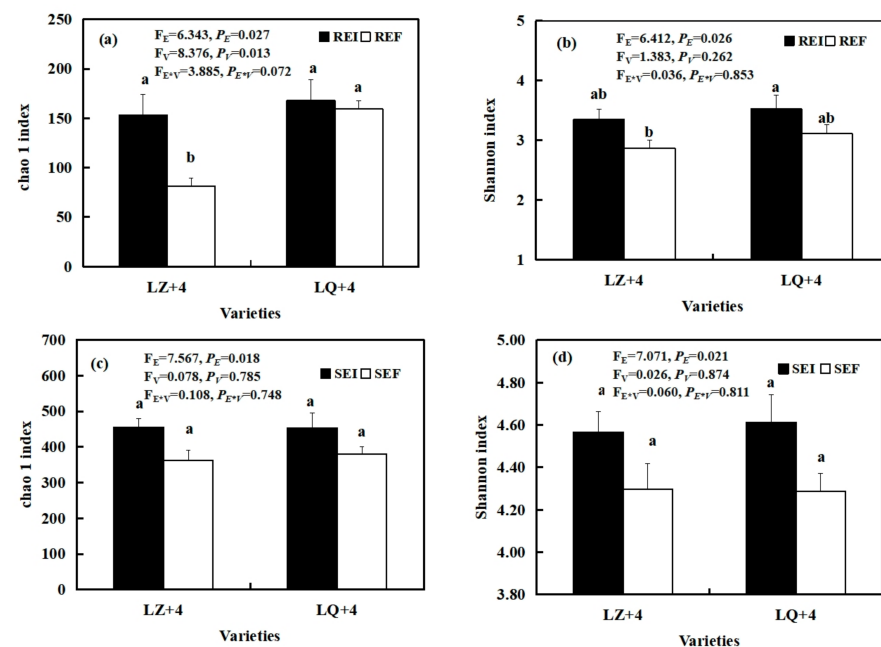 (a)
F_E=6.343, P_E=0.027
F_V=8.376, P_V=0.013
F_E*V=3.885, P_E*V=0.072
REI REF
250
200
150
100
50
0
a
b
a
a
chao 1 index
LZ+4 LQ+4
Varieties
(b)
F_E=6.412, P_E=0.026
F_V=1.383, P_V=0.262
F_E*V=0.036, P_E*V=0.853
REI REF
5
4
3
2
1
ab
b
a
ab
Shannon index
LZ+4 LQ+4
Varieties
(c)
F_E=7.567, P_E=0.018
F_V=0.078, P_V=0.785
F_E*V=0.108, P_E*V=0.748
SEI SEF
700
600
500
400
300
200
100
0
a
a
a
a
chao 1 index
LZ+4 LQ+4
Varieties
(d)
F_E=7.071, P_E=0.021
F_V=0.026, P_V=0.874
F_E*V=0.060, P_E*V=0.811
SEI SEF
5.00
4.80
4.60
4.40
4.20
4.00
3.80
a
a
a
a
Shannon index
LZ+4 LQ+4
Varieties